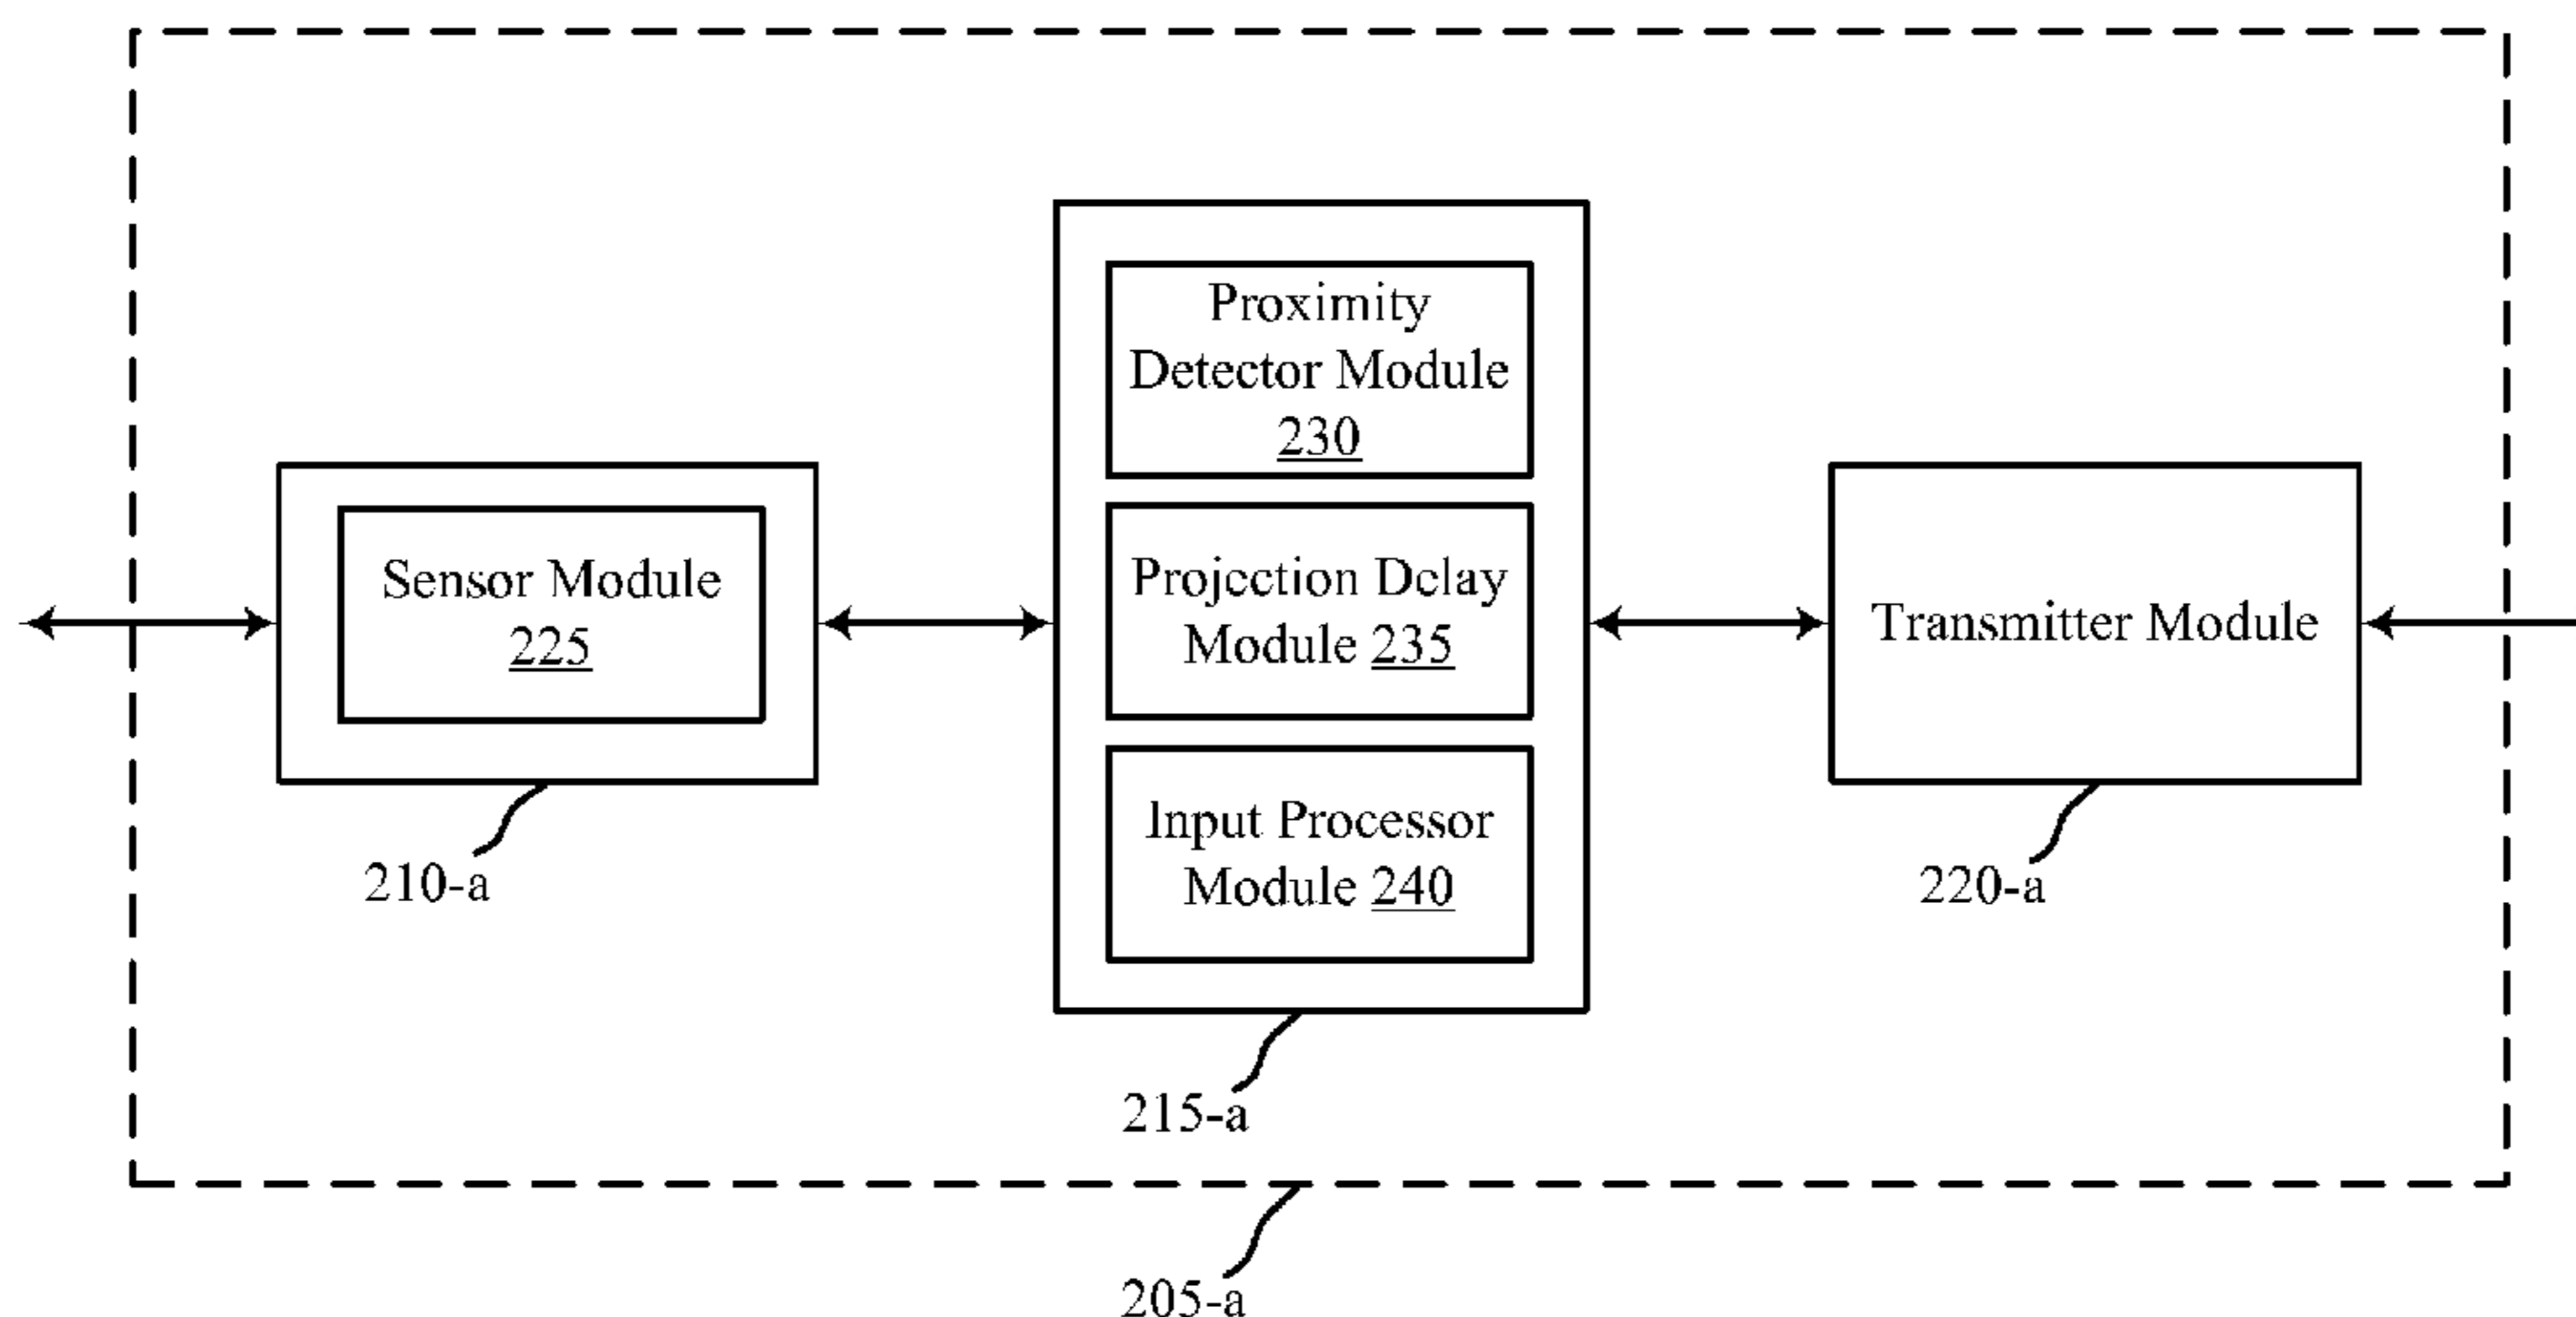 Proximity
Detector Module
230
Sensor Module
225
Projection Delay
Module 235
Transmitter Module
Input Processor
Module 240
210-a
220-a
215-a
205-a